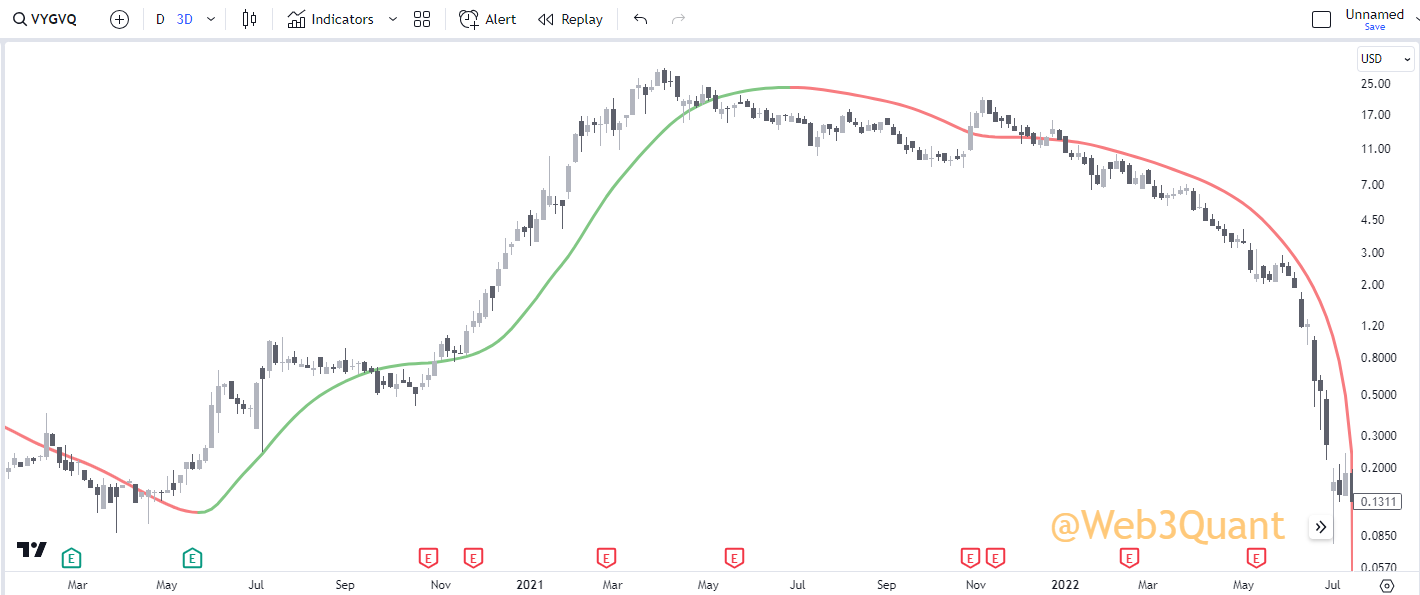 VYGVQ D 3D Indicators Alert Replay Unnamed
Save
USD
25.00
17.00
11.00
7.00
4.50
3.00
2.00
1.20
0.8000
0.5000
0.3000
0.2000
0.1311
@Web3Quant
0.0850
E E E E E E E E E E
0.0570
Mar May Jul Sep Nov 2021 Mar May Jul Sep Nov 2022 Mar May Jul